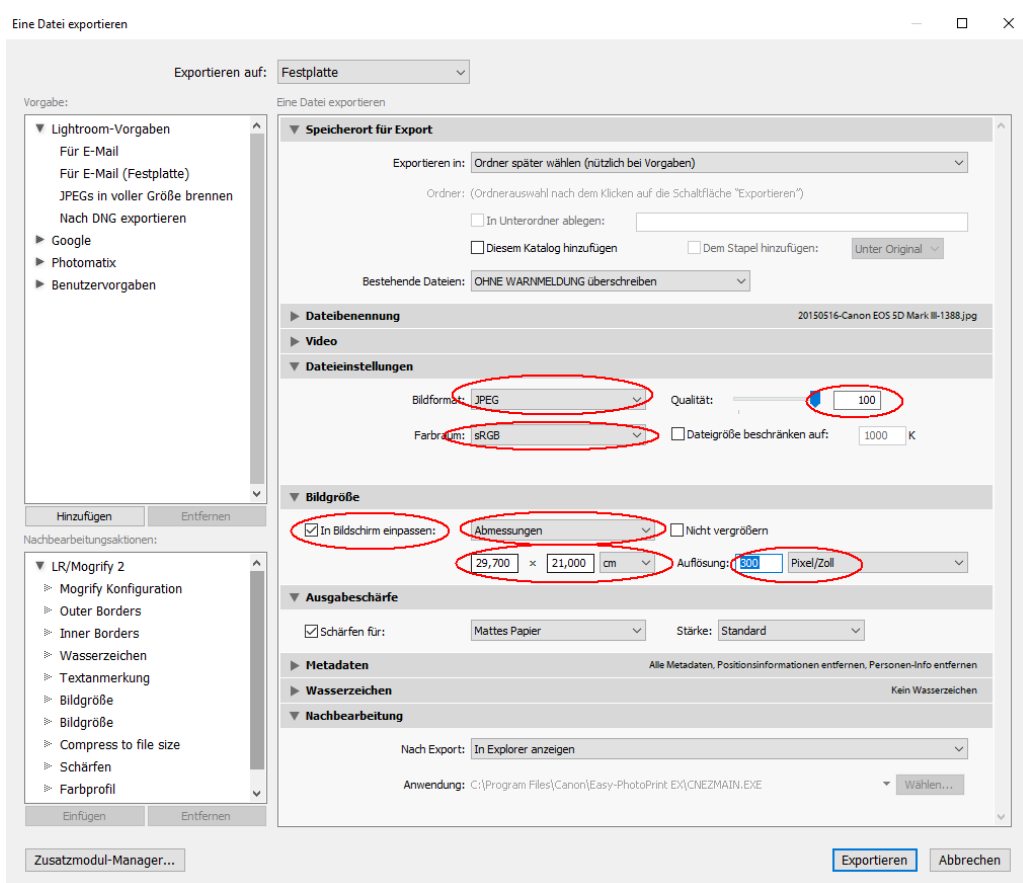 Eine Datei exportieren
Exportieren auf: Festplatte
Vorgabe:
Lightroom-Vorgaben
Für E-Mail
Für E-Mail (Festplatte)
JPEGs in voller Größe brennen
Nach DNG exportieren
Google
Photomatix
Benutzervorgaben
Hinzufügen Entfernen
Nachbearbeitungsaktionen:
LR/Mogrify 2
Mogrify Konfiguration
Outer Borders
Inner Borders
Wasserzeichen
Textanmerkung
Bildgröße
Bildgröße
Compress to file size
Schärfen
Farbprofil
Einfügen Entfernen
Eine Datei exportieren
Speicherort für Export
Exportieren in: Ordner später wählen (nützlich bei Vorgaben)
Ordner: (Ordnerauswahl nach dem Klicken auf die Schaltfläche "Exportieren")
In Unterordner ablegen:
Diesem Katalog hinzufügen Dem Stapel hinzufügen: Unter Original
Bestehende Dateien: OHNE WARNMELDUNG überschreiben
Dateibenennung 20150516-Canon EOS 5D Mark III-1388.jpg
Video
Dateieinstellungen
Bildformat: JPEG Qualität: 100
Farbraum: sRGB Dateigröße beschränken auf: 1000 K
Bildgröße
In Bildschirm einpassen: Abmessungen Nicht vergrößern
29,700 × 21,000 cm Auflösung: 300 Pixel/Zoll
Ausgabeschärfe
Schärfen für: Mattes Papier Stärke: Standard
Metadaten Alle Metadaten, Positionsinformationen entfernen, Personen-Info entfernen
Wasserzeichen Kein Wasserzeichen
Nachbearbeitung
Nach Export: In Explorer anzeigen
Anwendung: C:\Program Files\Canon\Easy-PhotoPrint EX\CNEZMAIN.EXE Wählen...
Zusatzmodul-Manager... Exportieren Abbrechen